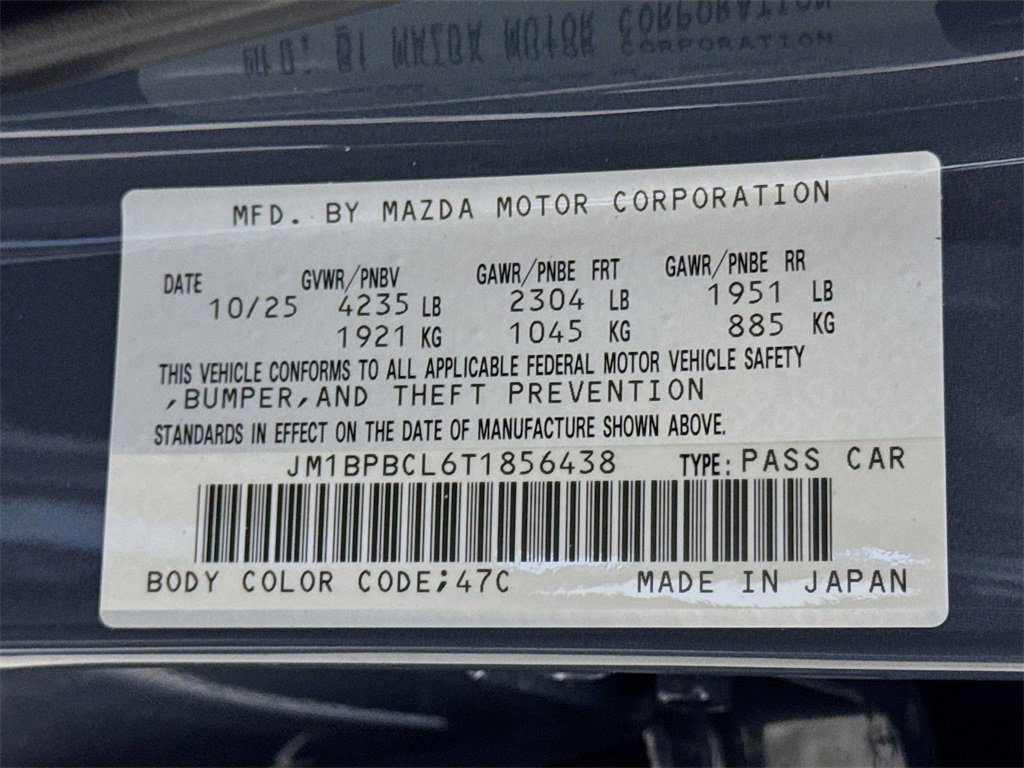 MFD. BY MAZDA MOTOR CORPORATION
DATE GVWR/PNBV GAWR/PNBE FRT GAWR/PNBE RR
10/25 4235 LB 2304 LB 1951 LB
1921 KG 1045 KG 885 KG
THIS VEHICLE CONFORMS TO ALL APPLICABLE FEDERAL MOTOR VEHICLE SAFETY
,BUMPER,AND THEFT PREVENTION
STANDARDS IN EFFECT ON THE DATE OF MANUFACTURE SHOWN ABOVE.
JM1BPBCL6T1856438 TYPE: PASS CAR
BODY COLOR CODE;47C MADE IN JAPAN